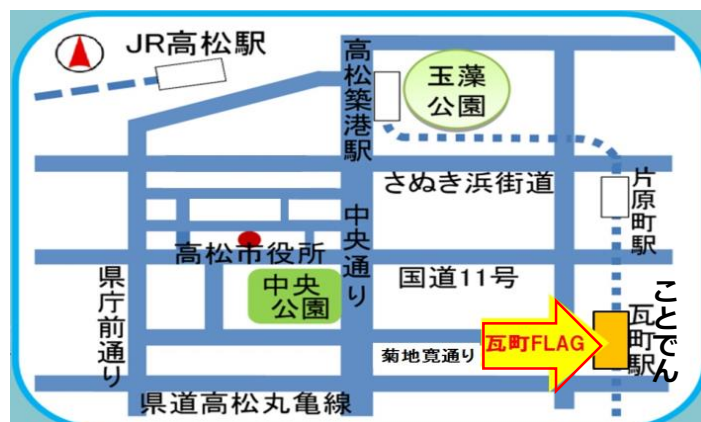 JR高松駅
高松築港駅
玉藻
公園
さぬき浜街道
片原町駅
中央通り
高松市役所
国道11号
中央
公園
県庁前通り
菊池寛通り
瓦町FLAG
瓦町駅
ことでん
県道高松丸亀線